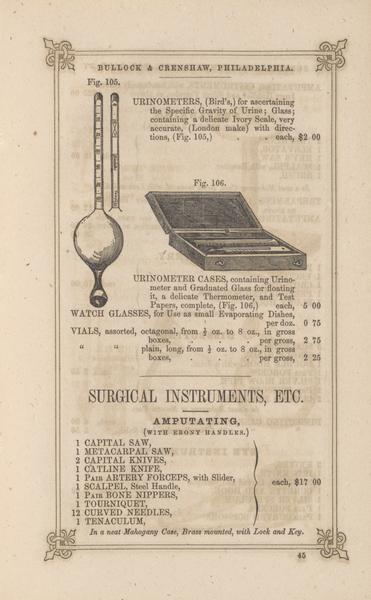 BULLOCK & CRENSHAW, PHILADELPHIA.
Fig. 105.
URINOMETERS, (Bird's,) for ascertaining
the Specific Gravity of Urine; Glass;
containing a delicate Ivory Scale, very
accurate, (London make) with direc-
tions, (Fig. 105,) . . each, $2 00
Fig. 106.
URINOMETER CASES, containing Urino-
meter and Graduated Glass for floating
it, a delicate Thermometer, and Test
Papers, complete, (Fig. 106,) each, 5 00
WATCH GLASSES, for Use as small Evaporating Dishes,
per doz. 0 75
VIALS, assorted, octagonal, from ½ oz. to 8 oz., in gross
boxes, . . . per gross, 2 75
" " plain, long, from ½ oz. to 8 oz., in gross
boxes, . . . per gross, 2 25
SURGICAL INSTRUMENTS, ETC.
AMPUTATING,
(WITH EBONY HANDLES.)
1 CAPITAL SAW,
1 METACARPAL SAW,
2 CAPITAL KNIVES,
1 CATLINE KNIFE,
1 PAIR ARTERY FORCEPS, with Slider,
1 SCALPEL, Steel Handle,
1 PAIR BONE NIPPERS,
1 TOURNIQUET,
12 CURVED NEEDLES,
1 TENACULUM,
each, $17 00
In a neat Mahogany Case, Brass mounted, with Lock and Key.
45